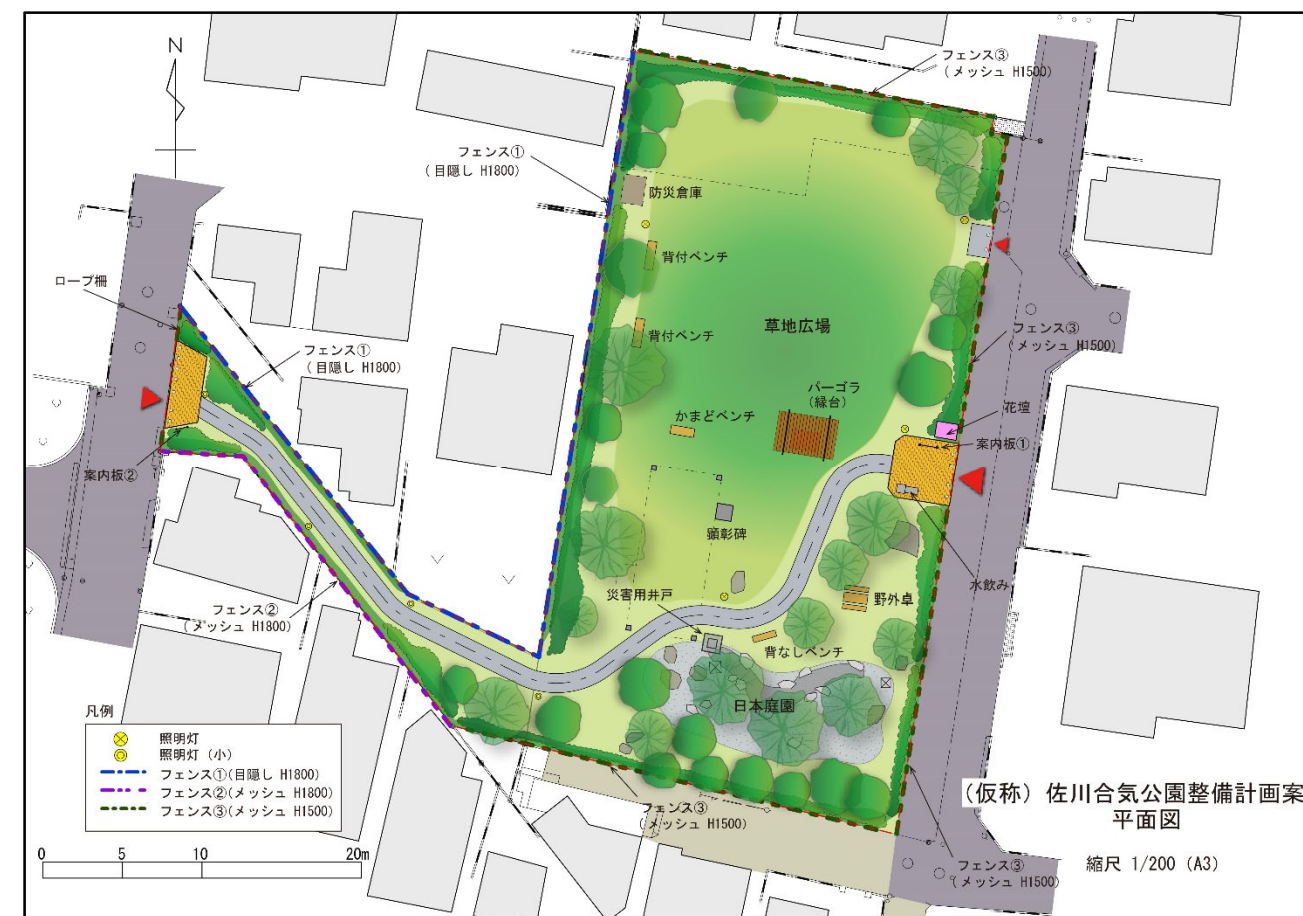 N
フェンス③
(メッシュ H1500)
フェンス①
(目隠し H1800)
防災倉庫
背付ベンチ
ロープ柵
草地広場
フェンス③
(メッシュ H1500)
背付ベンチ
フェンス①
(目隠し H1800)
パーゴラ
(縁台)
花壇
かまどベンチ
案内板①
案内板②
顕彰碑
水飲み
災害用井戸
野外卓
フェンス②
(メッシュ H1800)
背なしベンチ
日本庭園
凡例
照明灯
照明灯 (小)
フェンス①(目隠し H1800)
フェンス②(メッシュ H1800)
フェンス③(メッシュ H1500)
フェンス③
(メッシュ H1500)
(仮称) 佐川合気公園整備計画案
平面図
縮尺 1/200 (A3)
フェンス③
(メッシュ H1500)
0 5 10 20m